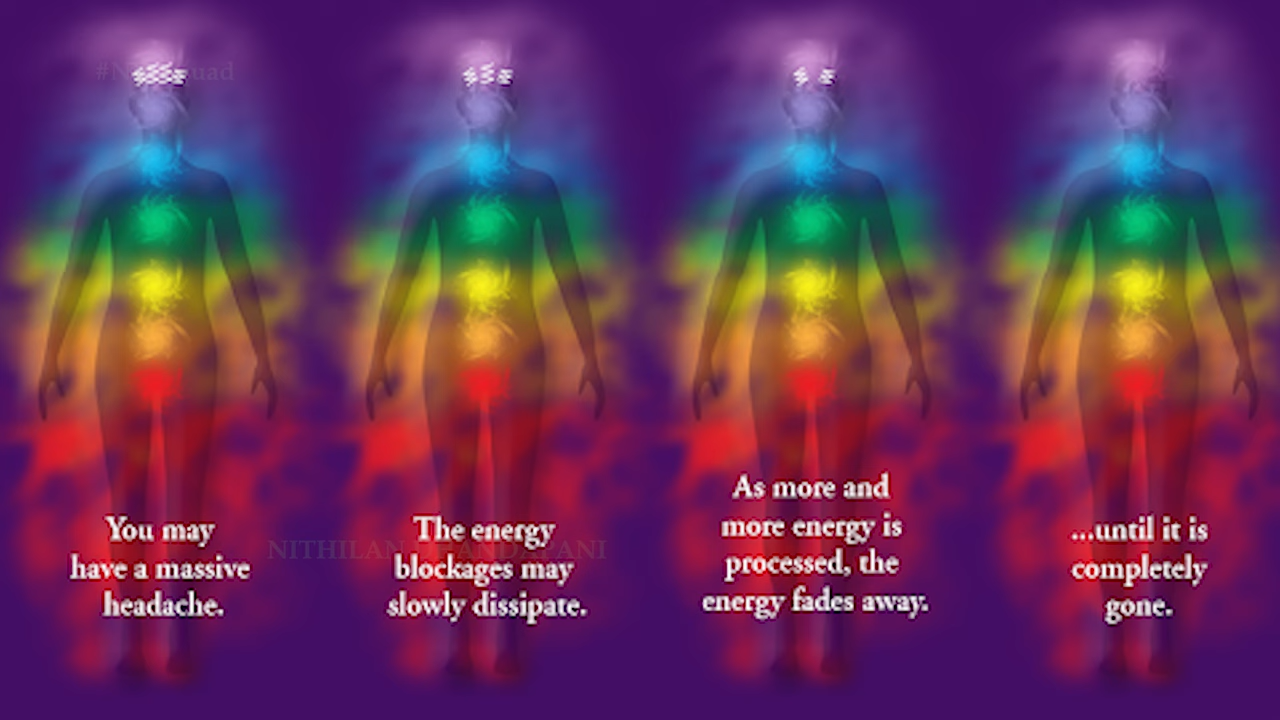 You may
have a massive
headache.
The energy
blockages may
slowly dissipate.
As more and
more energy is
processed, the
energy fades away.
...until it is
completely
gone.
NITHILAN